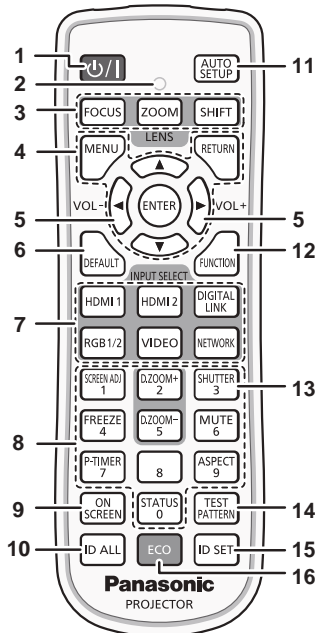 1
⏻/I
AUTO
SETUP
11
2
3
FOCUS
ZOOM
SHIFT
LENS
4
MENU
RETURN
▲
5
VOL-
◀
ENTER
▶
VOL+
5
▼
6
DEFAULT
FUNCTION
12
INPUT SELECT
7
HDMI 1
HDMI 2
DIGITAL
LINK
RGB1/2
VIDEO
NETWORK
SCREEN ADJ
1
D.ZOOM+
2
SHUTTER
3
13
8
FREEZE
4
D.ZOOM-
5
MUTE
6
P-TIMER
7
8
ASPECT
9
9
ON
SCREEN
STATUS
0
TEST
PATTERN
14
10
ID ALL
ECO
ID SET
15
16
Panasonic
PROJECTOR